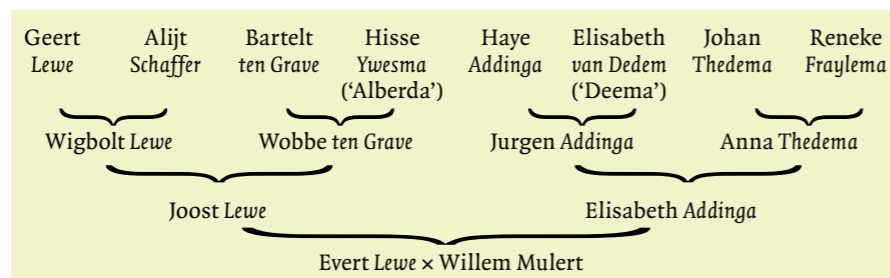 Geert Alijt Bartelt Hisse Haye Elisabeth Johan Reneke
Lewe Schaffer ten Grave Ywesma Addinga van Dedem Thedema Fraylema
(‘Alberda’) (‘Deema’)
Wigbolt Lewe Wobbe ten Grave Jurgen Addinga Anna Thedema
Joost Lewe Elisabeth Addinga
Evert Lewe × Willem Mulert